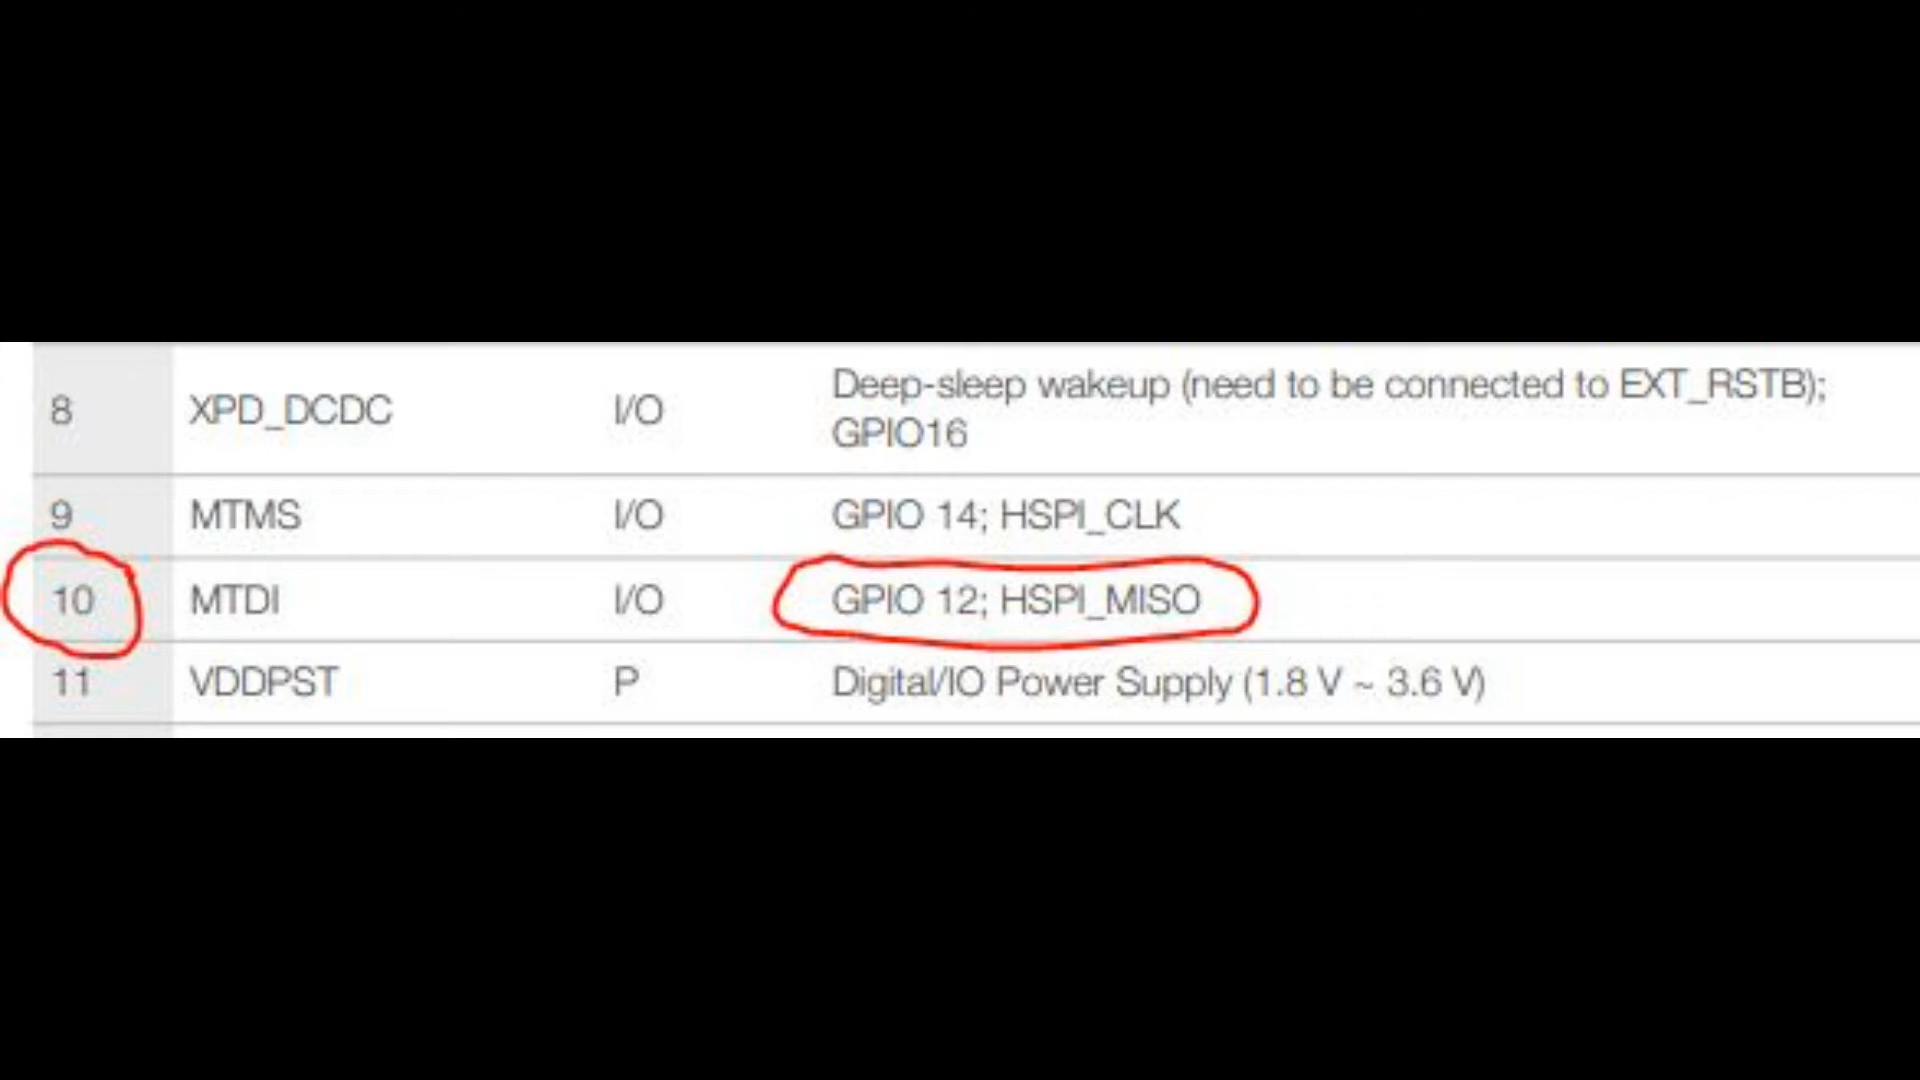 8 XPD_DCDC I/O Deep-sleep wakeup (need to be connected to EXT_RSTB);
GPIO16
9 MTMS I/O GPIO 14; HSPI_CLK
10 MTDI I/O GPIO 12; HSPI_MISO
11 VDDPST P Digital/IO Power Supply (1.8 V ~ 3.6 V)